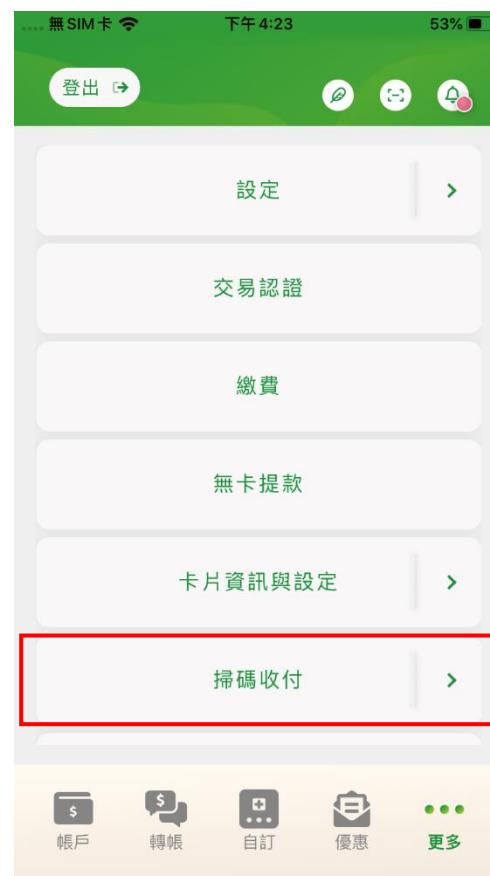 無SIM卡 下午4:23 53%
登出
設定
交易認證
繳費
無卡提款
卡片資訊與設定
掃碼收付
帳戶 轉帳 自訂 優惠 更多